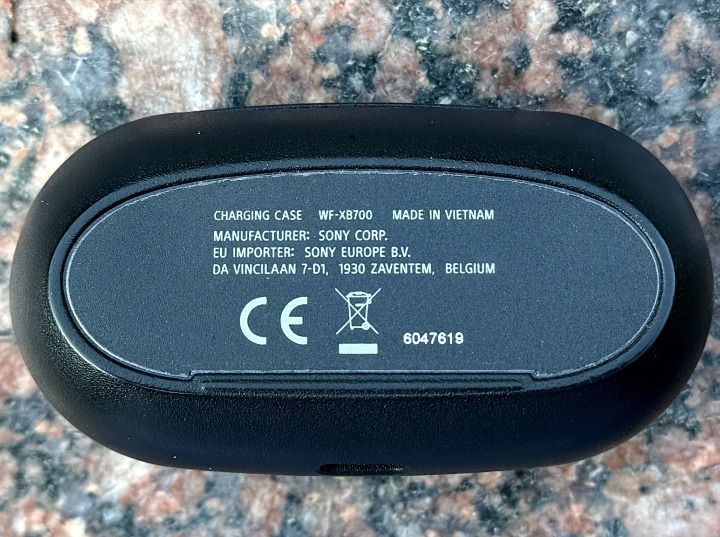 CHARGING CASE WF-XB700 MADE IN VIETNAM
MANUFACTURER: SONY CORP.
EU IMPORTER: SONY EUROPE B.V.
DA VINCILAAN 7-D1, 1930 ZAVENTEM, BELGIUM
CE
6047619